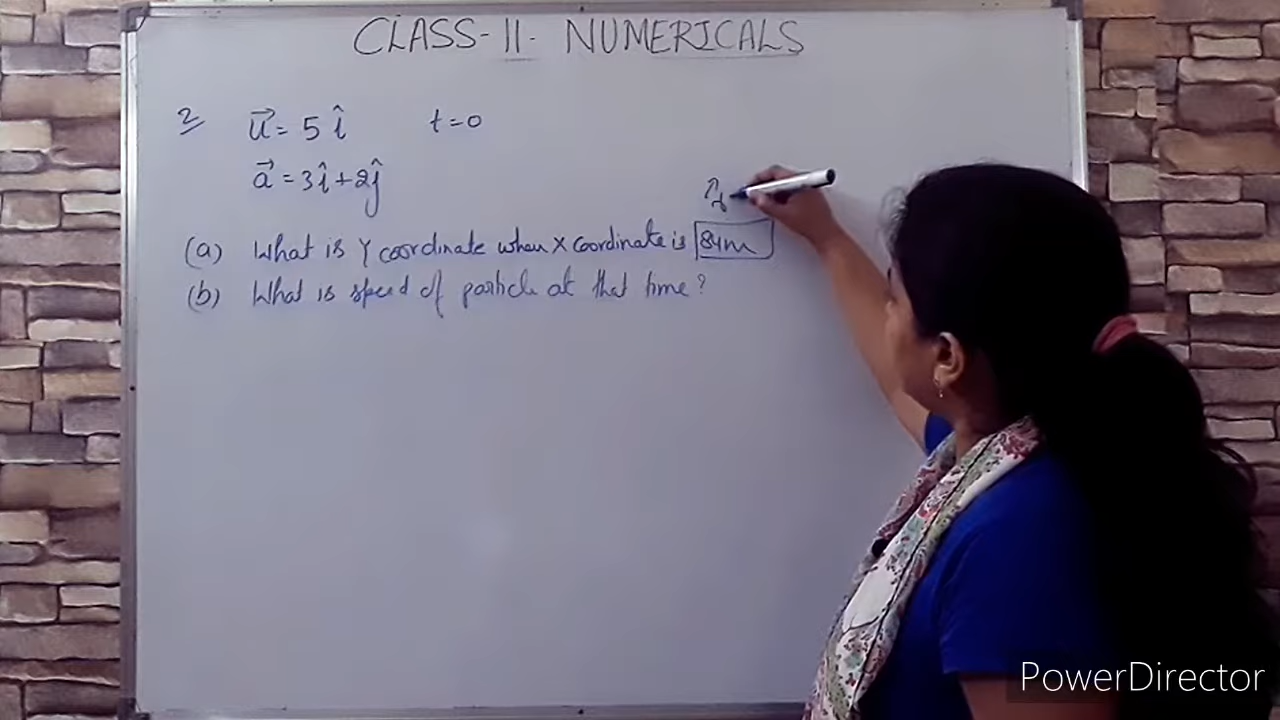 CLASS-11- NUMERICALS
2 u⃗ = 5 î t=0
a⃗ = 3î+2ĵ
(a) What is Y coordinate when X coordinate is 84m
(b) What is speed of particle at that time?
PowerDirector